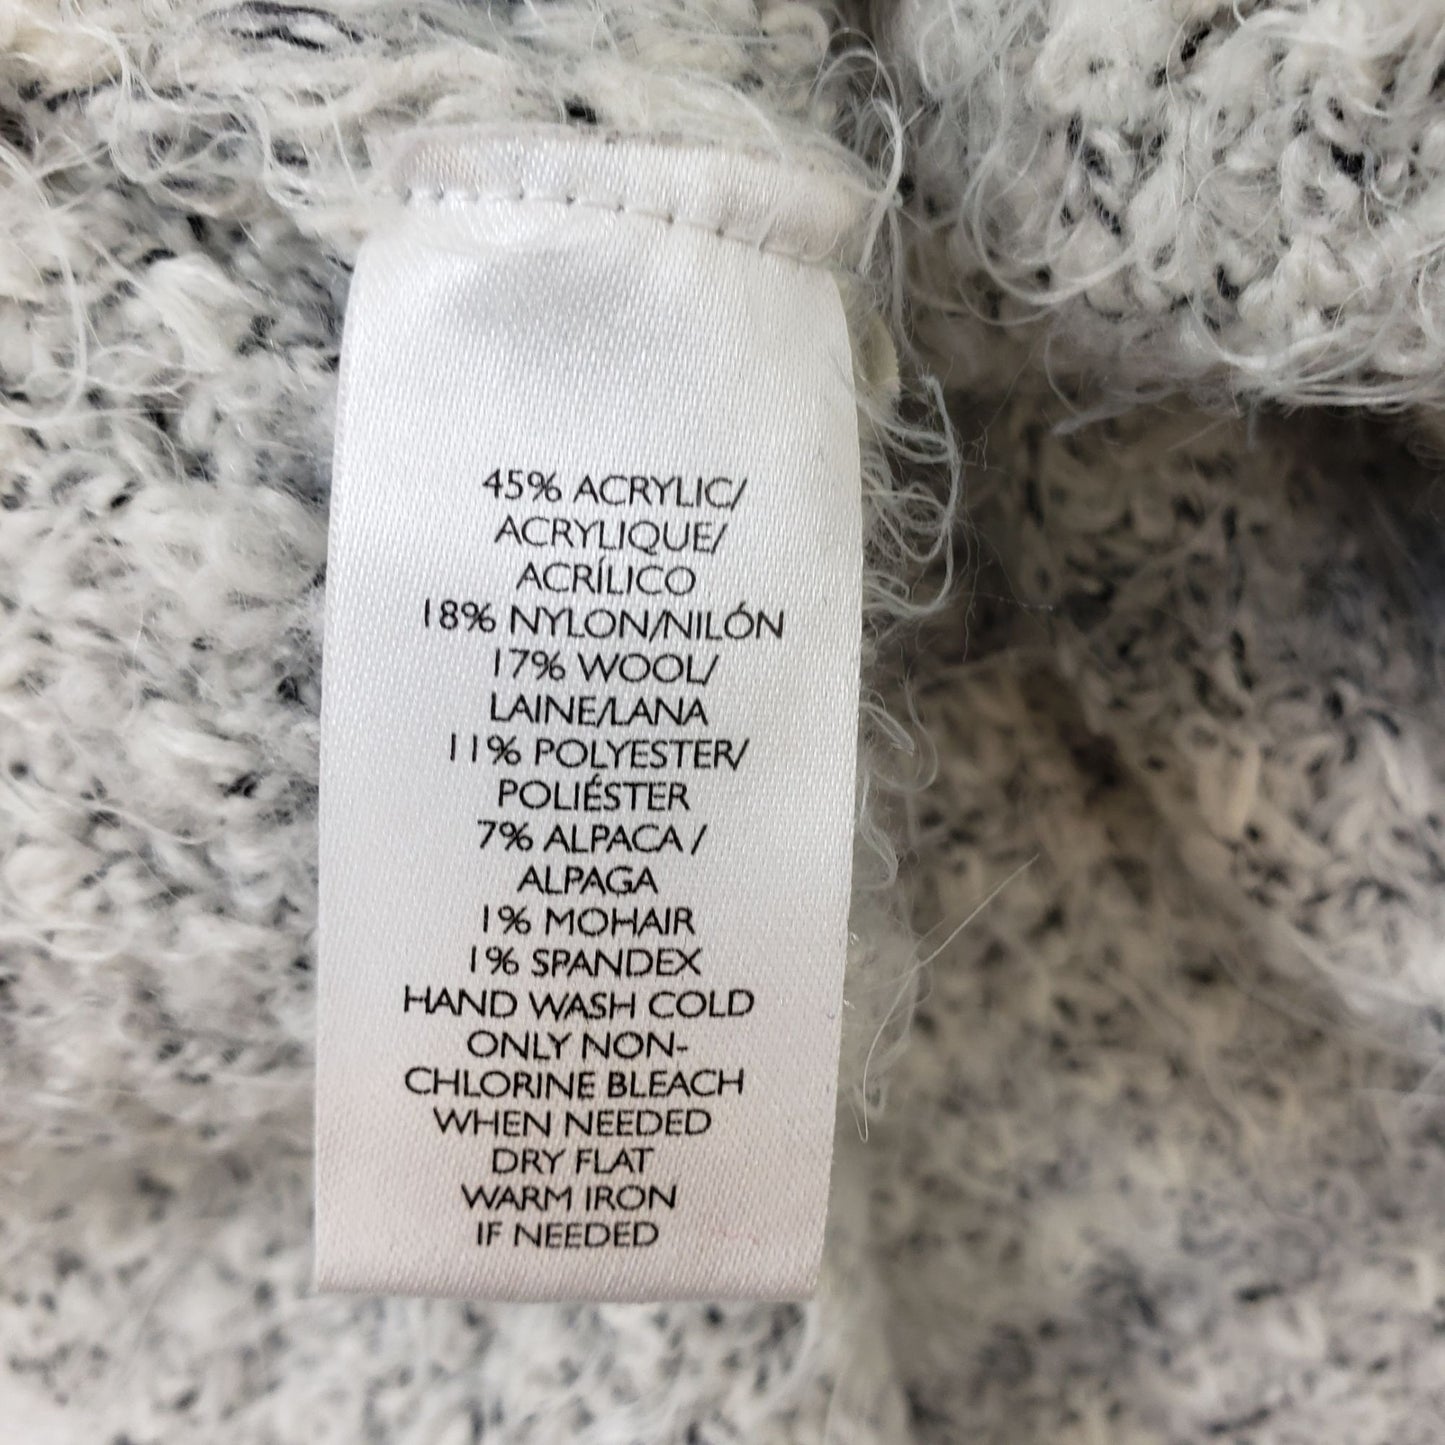 45% ACRYLIC/
ACRYLIQUE/
ACRÍLICO
18% NYLON/NILÓN
17% WOOL/
LAINE/LANA
11% POLYESTER/
POLIÉSTER
7% ALPACA /
ALPAGA
1% MOHAIR
1% SPANDEX
HAND WASH COLD
ONLY NON-
CHLORINE BLEACH
WHEN NEEDED
DRY FLAT
WARM IRON
IF NEEDED